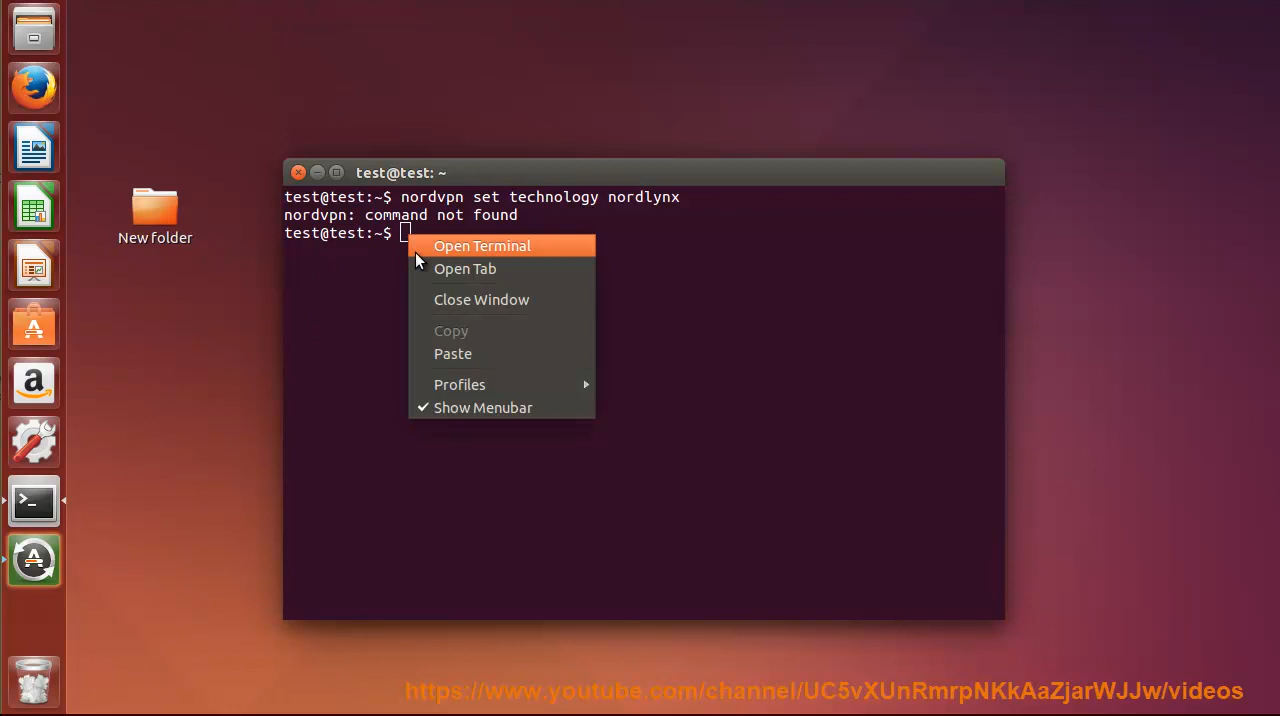 test@test: ~
test@test:~$ nordvpn set technology nordlynx
nordvpn: command not found
test@test:~$
New folder
Open Terminal
Open Tab
Close Window
Copy
Paste
Profiles
Show Menubar
https://www.youtube.com/channel/UC5vXUnRmrpNKkAaZjarWJJw/videos